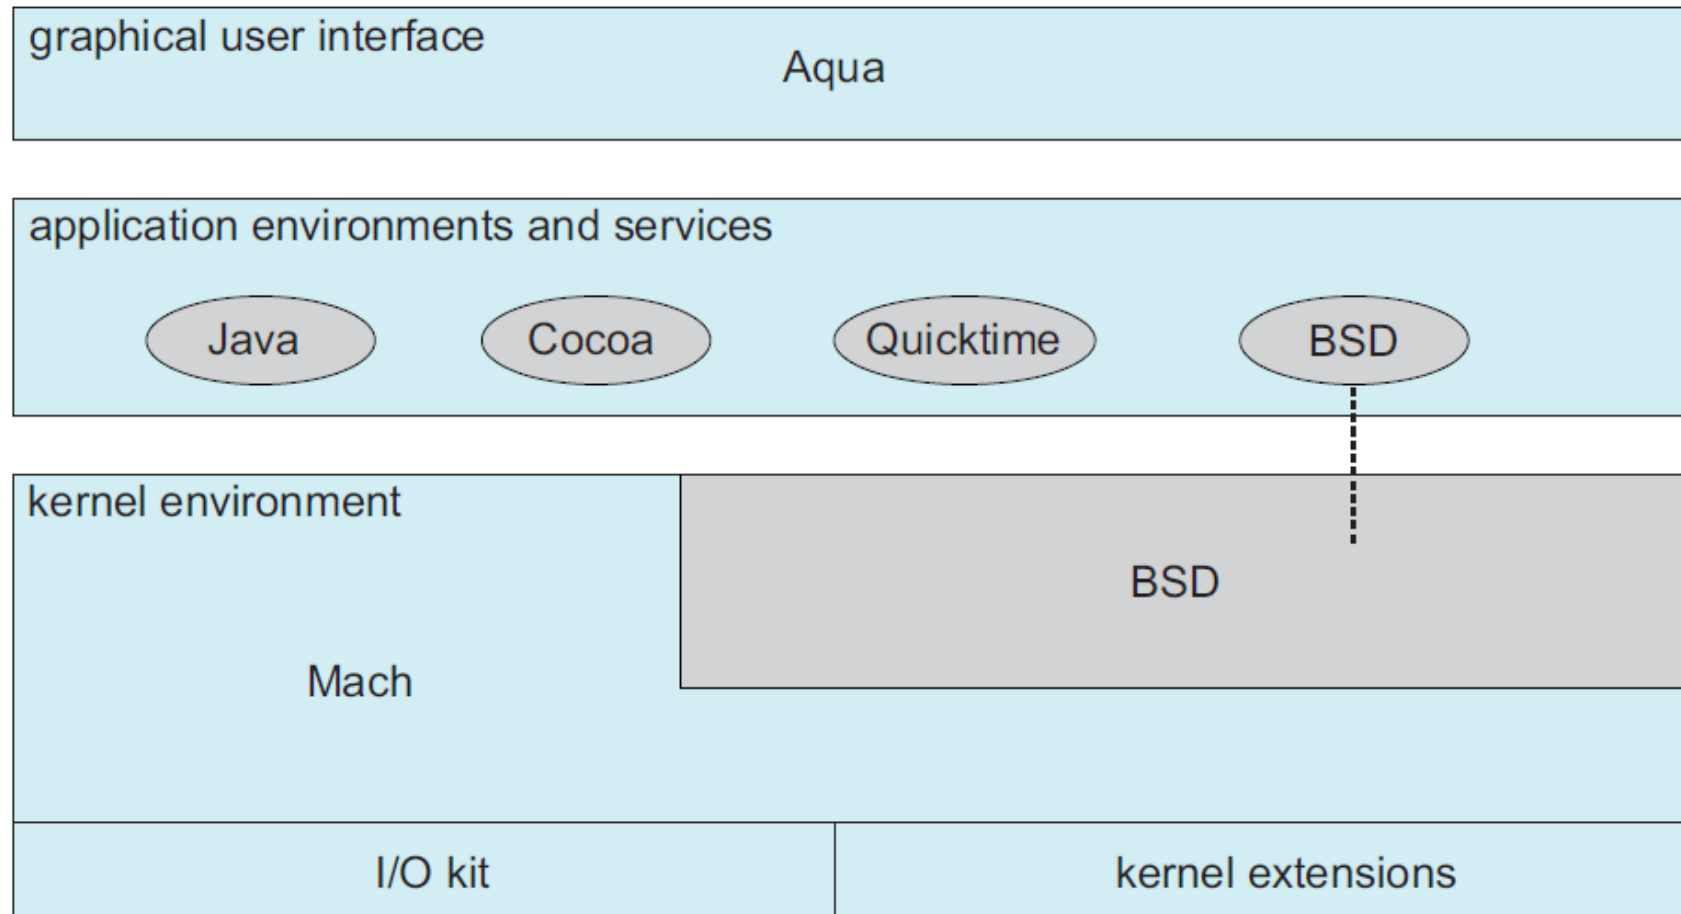 graphical user interface
Aqua
application environments and services
Java
Cocoa
Quicktime
BSD
kernel environment
BSD
Mach
I/O kit
kernel extensions